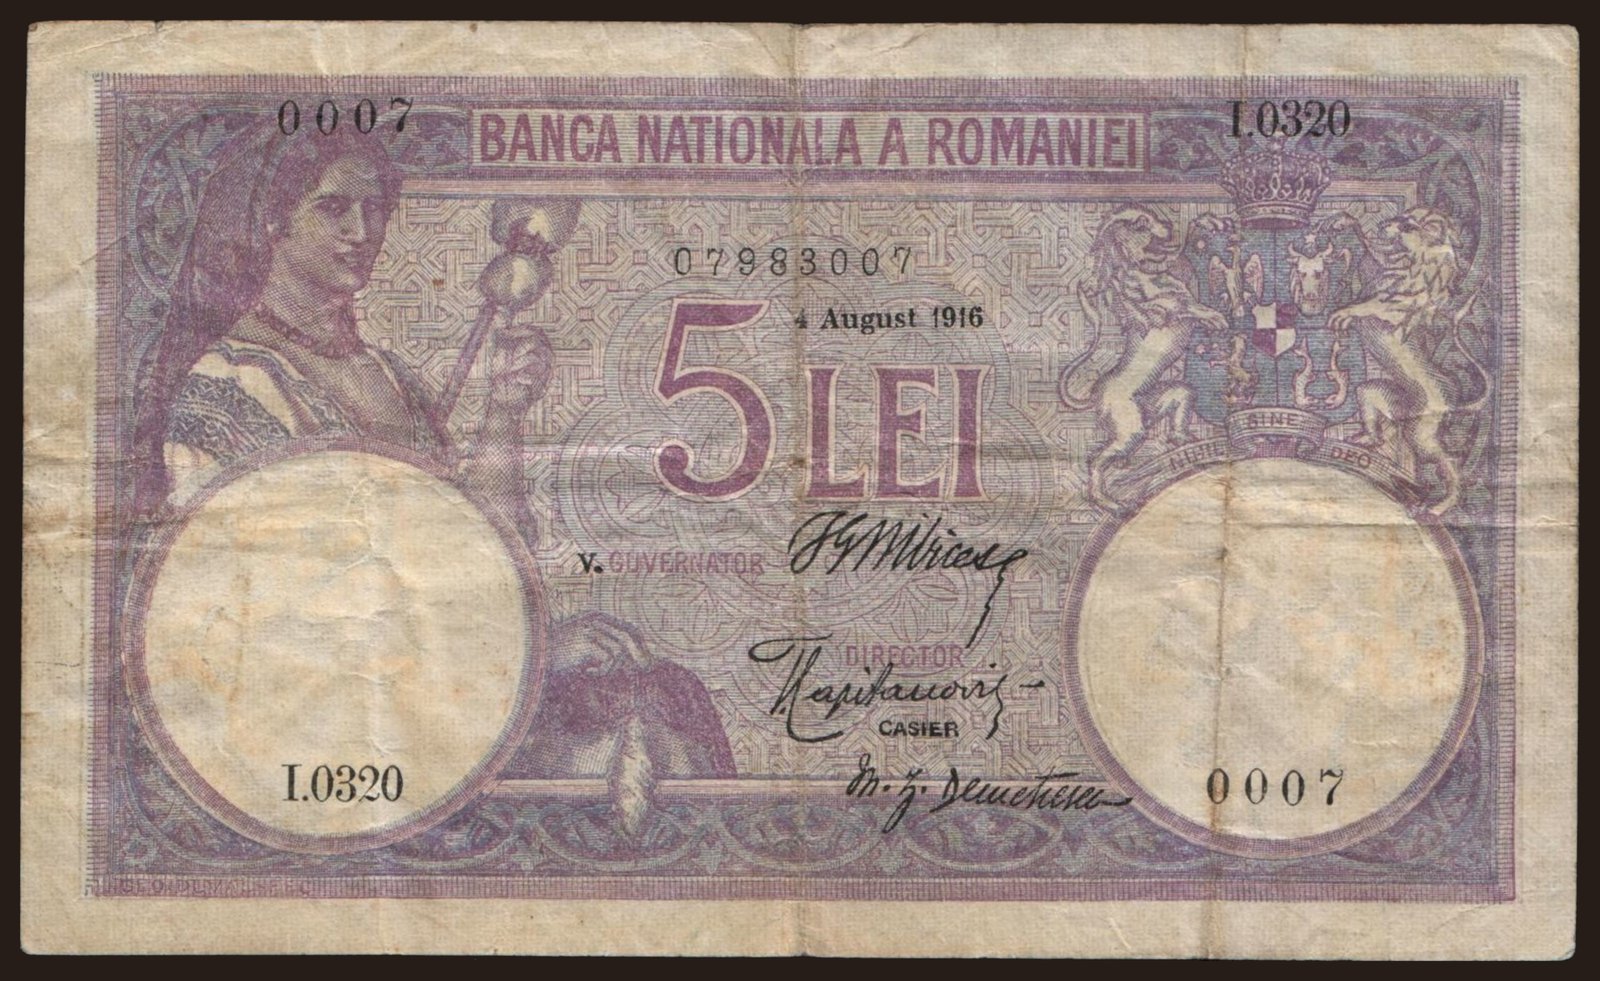 0007
BANCA NATIONALA A ROMANIEI
I.0320
07983007
4 August 1916
5 LEI
NIHIL SINE DEO
V. GUVERNATOR
DIRECTOR
CASIER
M. Z. Demetrescu
I.0320
0007